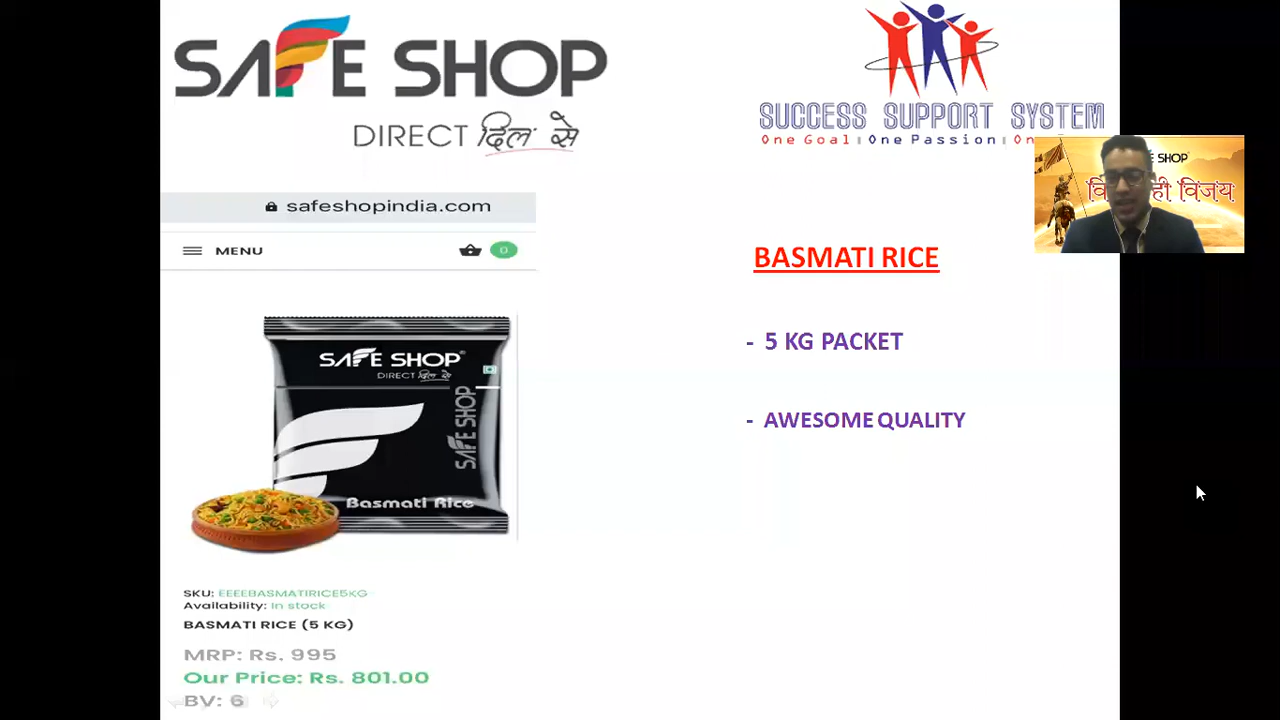 SAFE SHOP
DIRECT दिल से
SUCCESS SUPPORT SYSTEM
One Goal | One Passion |
SHOP
ही विजय
safeshopindia.com
MENU
0
BASMATI RICE
- 5 KG PACKET
- AWESOME QUALITY
SAFE SHOP
DIRECT दिल से
SAFE SHOP
Basmati Rice
SKU: EEEEBASMATIRICE5KG
Availability: In stock
BASMATI RICE (5 KG)
MRP: Rs. 995
Our Price: Rs. 801.00
BV: 6